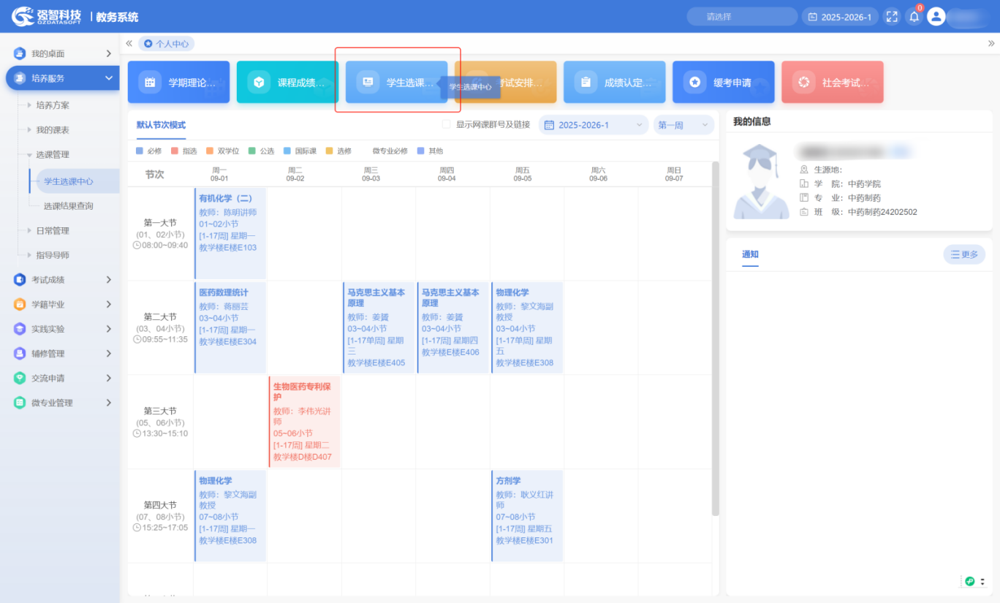 强智科技
QZDATASOFT
教务系统
请选择
2025-2026-1
0
我的桌面
培养服务
培养方案
我的课表
选课管理
学生选课中心
选课结果查询
日常管理
指导导师
考试成绩
学籍毕业
实践实验
辅修管理
交流申请
微专业管理
个人中心
学期理论...
课程成绩...
学生选课...
学生选课中心
考试安排...
成绩认定...
缓考申请
社会考试...
默认节次模式
显示网课群号及链接
2025-2026-1
第一周
必修 指选 双学位 公选 国际课 选修 微专业必修 其他
节次
周一
09-01
周二
09-02
周三
09-03
周四
09-04
周五
09-05
周六
09-06
周日
09-07
第一大节
(01、02小节)
08:00~09:40
有机化学（二）
教师：陈明讲师
01~02小节
[1-17周] 星期一
教学楼E楼E103
第二大节
(03、04小节)
09:55~11:35
医药数理统计
教师：蒋丽芸
03~04小节
[1-17周] 星期一
教学楼E楼E304
马克思主义基本
原理
教师：姜赟
03~04小节
[1-17单周] 星期
三
教学楼E楼E405
马克思主义基本
原理
教师：姜赟
03~04小节
[1-17周] 星期四
教学楼E楼E406
物理化学
教师：黎文海副
教授
03~04小节
[1-17单周] 星期
五
教学楼E楼E308
第三大节
(05、06小节)
13:30~15:10
生物医药专利保
护
教师：李伟光讲
师
05~06小节
[1-17周] 星期二
教学楼D楼D407
第四大节
(07、08小节)
15:25~17:05
物理化学
教师：黎文海副
教授
07~08小节
[1-17周] 星期一
教学楼E楼E308
方剂学
教师：耿义红讲
师
07~08小节
[1-17周] 星期五
教学楼E楼E301
我的信息
生源地:
学 院: 中药学院
专 业: 中药制药
班 级: 中药制药24202502
通知
更多